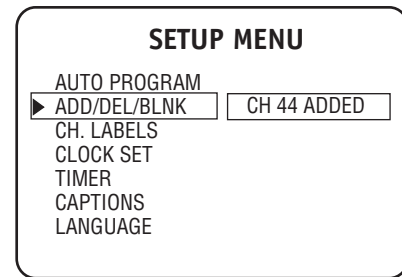 SETUP MENU
AUTO PROGRAM
ADD/DEL/BLNK CH 44 ADDED
CH. LABELS
CLOCK SET
TIMER
CAPTIONS
LANGUAGE